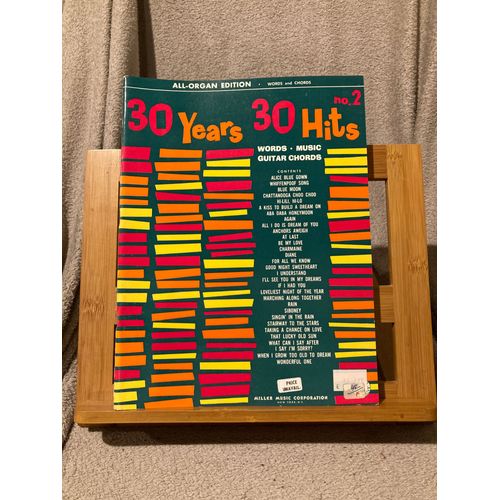 ALL-ORGAN EDITION • WORDS and CHORDS
30 Years 30 Hits no. 2
WORDS • MUSIC
GUITAR CHORDS
CONTENTS
ALICE BLUE GOWN
WHIFFENPOOF SONG
BLUE MOON
CHATTANOOGA CHOO CHOO
HI-LILI, HI-LO
A KISS TO BUILD A DREAM ON
ABA DABA HONEYMOON
AGAIN
ALL I DO IS DREAM OF YOU
ANCHORS AWEIGH
AT LAST
BE MY LOVE
CHARMAINE
DIANE
FOR ALL WE KNOW
GOOD NIGHT SWEETHEART
I UNDERSTAND
I'LL SEE YOU IN MY DREAMS
IF I HAD YOU
LOVELIEST NIGHT OF THE YEAR
MARCHING ALONG TOGETHER
RAIN
SIBONEY
SINGIN' IN THE RAIN
STAIRWAY TO THE STARS
TAKING A CHANCE ON LOVE
THAT LUCKY OLD SUN
WHAT CAN I SAY AFTER
I SAY I'M SORRY?
WHEN I GROW TOO OLD TO DREAM
WONDERFUL ONE
PRICE
MILLER MUSIC CORPORATION
NEW YORK, N.Y.